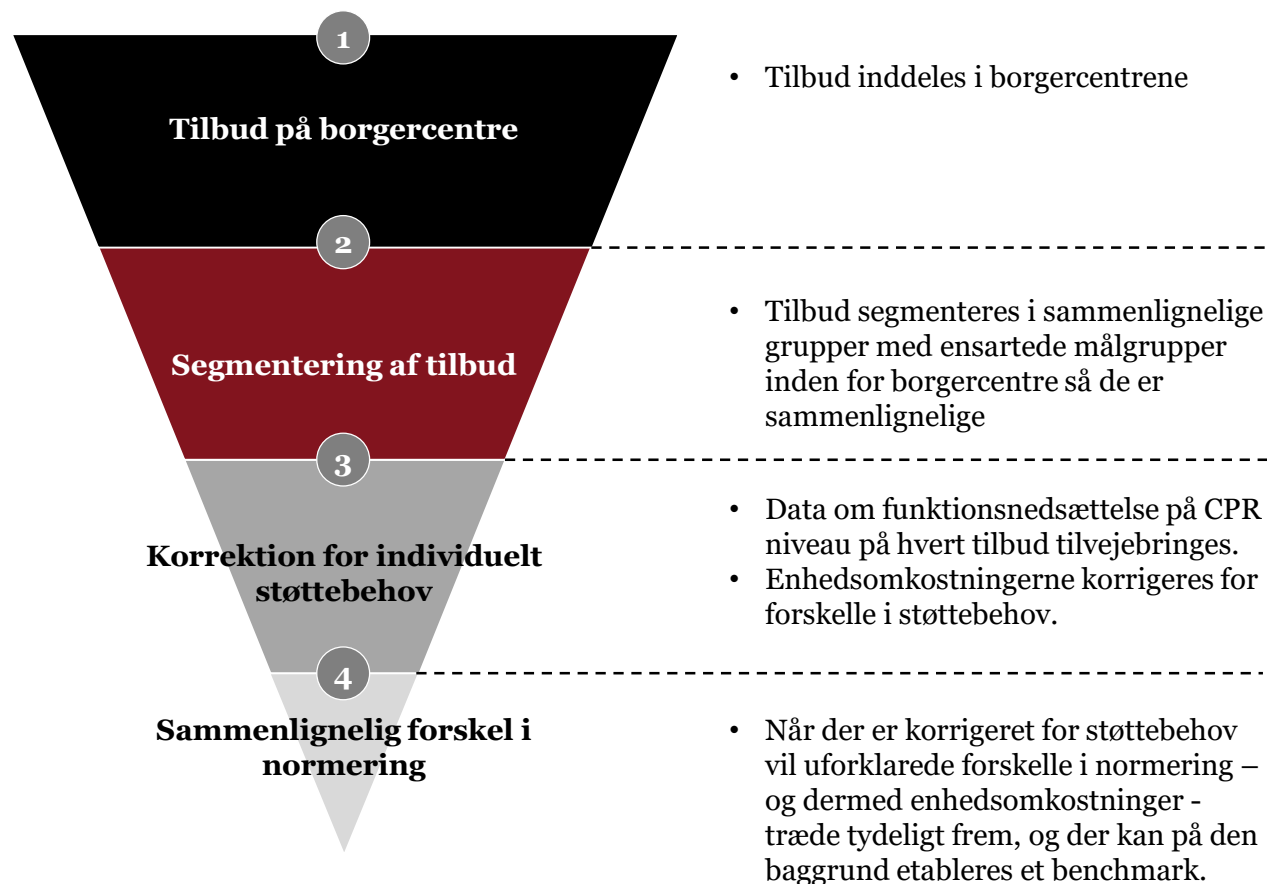 1
Tilbud på borgercentre
• Tilbud inddeles i borgercentrene
2
Segmentering af tilbud
• Tilbud segmenteres i sammenlignelige
grupper med ensartede målgrupper
inden for borgercentre så de er
sammenlignelige
3
Korrektion for individuelt
støttebehov
• Data om funktionsnedsættelse på CPR
niveau på hvert tilbud tilvejebringes.
• Enhedsomkostningerne korrigeres for
forskelle i støttebehov.
4
Sammenlignelig forskel i
normering
• Når der er korrigeret for støttebehov
vil uforklarede forskelle i normering –
og dermed enhedsomkostninger -
træde tydeligt frem, og der kan på den
baggrund etableres et benchmark.